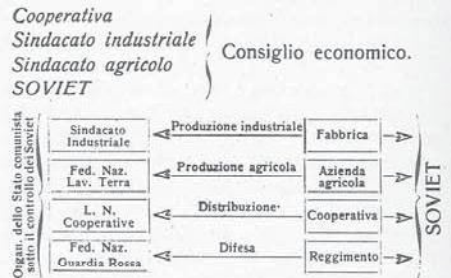 Cooperativa
Sindacato industriale
Sindacato agricolo
SOVIET
Consiglio economico.
Organ. dello Stato comunista
sotto il controllo dei Soviet
Sindacato
Industriale
Produzione industriale
Fabbrica
Fed. Naz.
Lav. Terra
Produzione agricola
Azienda
agricola
L. N.
Cooperative
Distribuzione
Cooperativa
Fed. Naz.
Guardia Rossa
Difesa
Reggimento
SOVIET